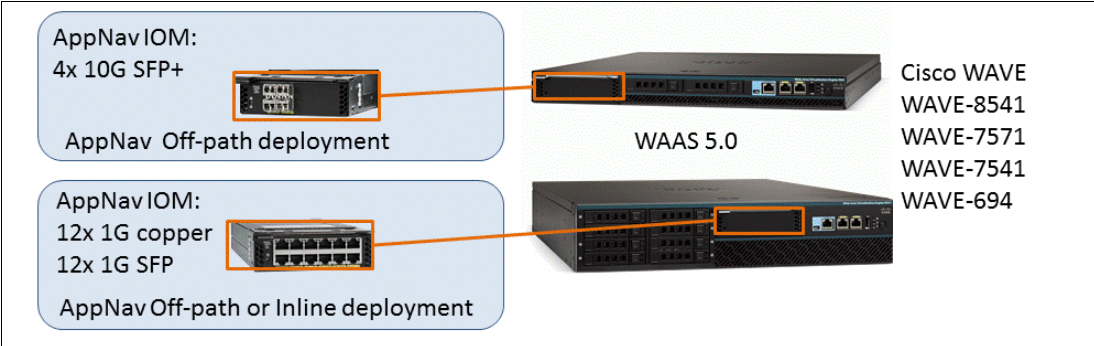 AppNav IOM:
4x 10G SFP+
AppNav Off-path deployment
AppNav IOM:
12x 1G copper
12x 1G SFP
AppNav Off-path or Inline deployment
WAAS 5.0
Cisco WAVE
WAVE-8541
WAVE-7571
WAVE-7541
WAVE-694